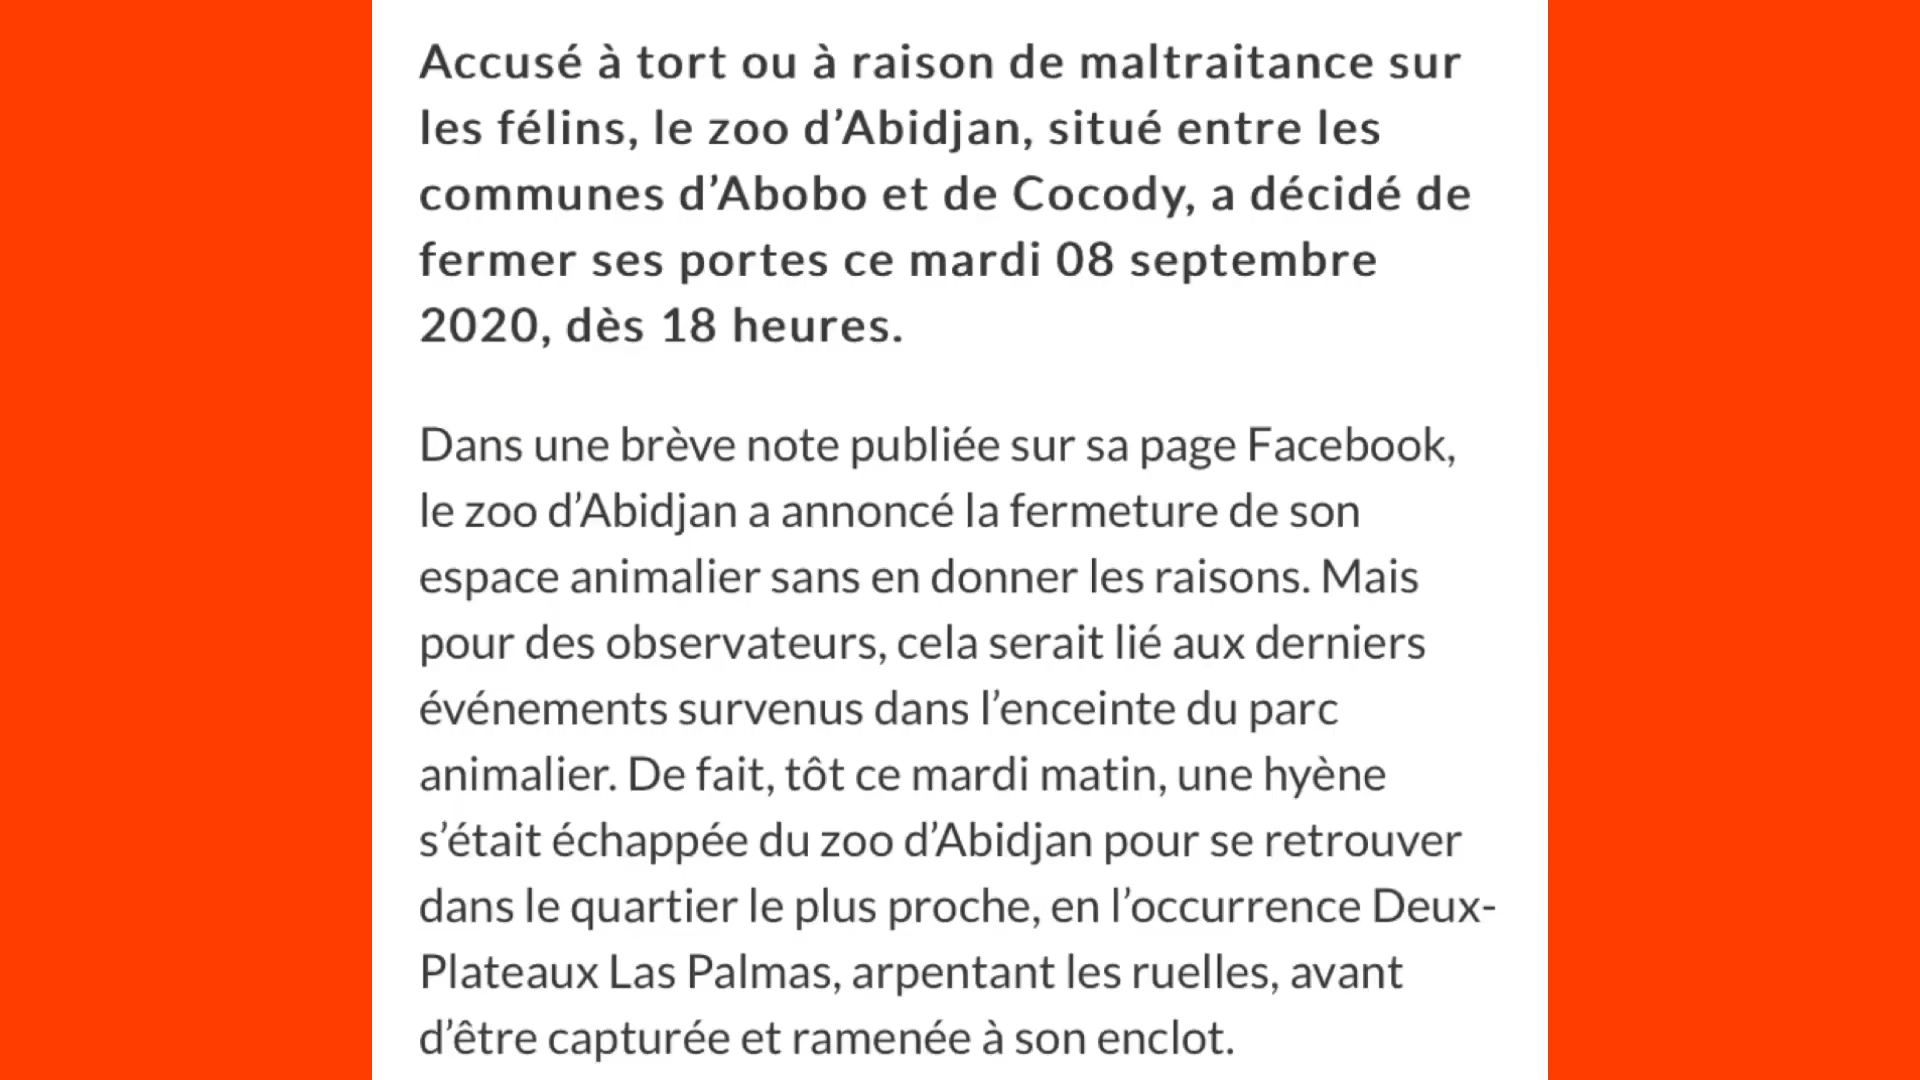 Accusé à tort ou à raison de maltraitance sur
les félins, le zoo d’Abidjan, situé entre les
communes d’Abobo et de Cocody, a décidé de
fermer ses portes ce mardi 08 septembre
2020, dès 18 heures.
Dans une brève note publiée sur sa page Facebook,
le zoo d’Abidjan a annoncé la fermeture de son
espace animalier sans en donner les raisons. Mais
pour des observateurs, cela serait lié aux derniers
événements survenus dans l’enceinte du parc
animalier. De fait, tôt ce mardi matin, une hyène
s’était échappée du zoo d’Abidjan pour se retrouver
dans le quartier le plus proche, en l’occurrence Deux-
Plateaux Las Palmas, arpentant les ruelles, avant
d’être capturée et ramenée à son enclot.